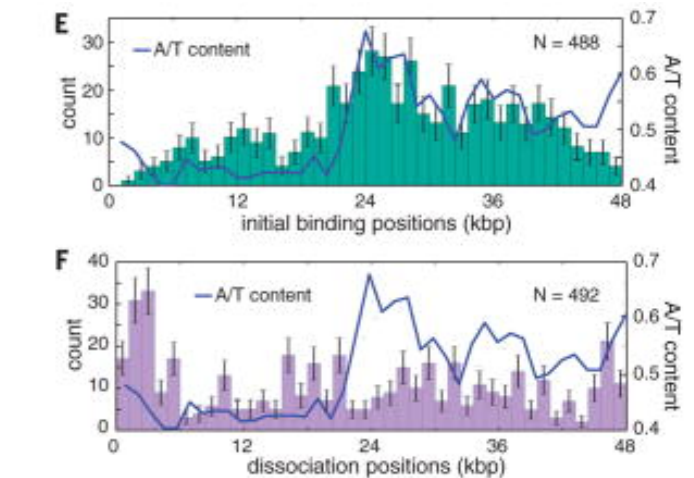 E
A/T content
N = 488
30
20
10
0
count
0.7
0.6
0.5
0.4
A/T content
0 12 24 36 48
initial binding positions (kbp)
F
A/T content
N = 492
40
30
20
10
0
count
0.7
0.6
0.5
0.4
A/T content
0 12 24 36 48
dissociation positions (kbp)